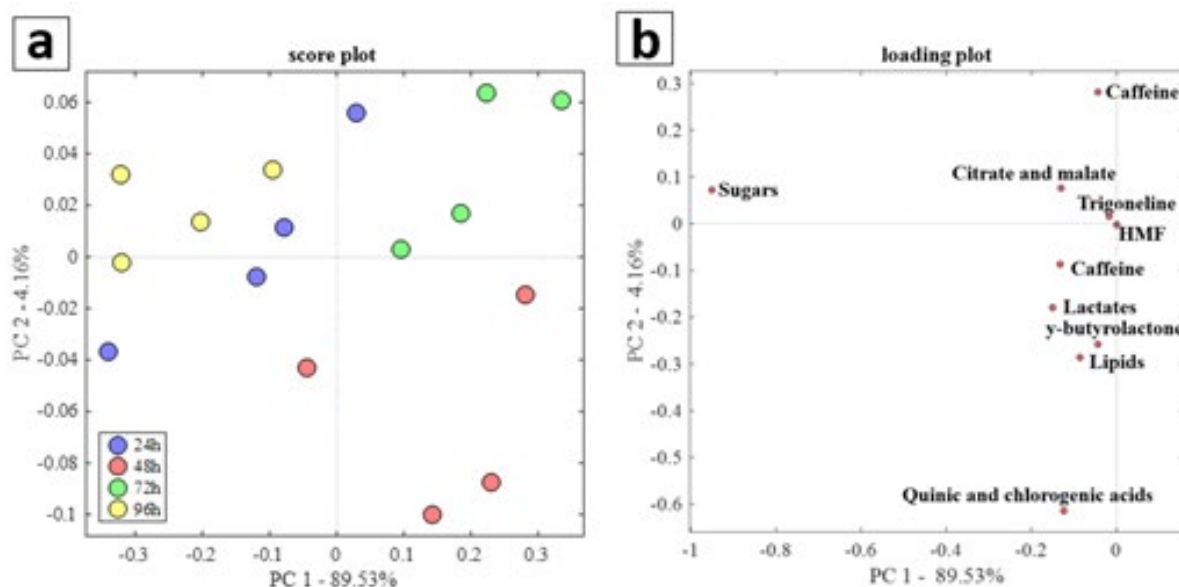 a
score plot
0.06
0.04
0.02
0
-0.02
-0.04
-0.06
-0.08
-0.1
PC 2 - 4.16%
24h
48h
72h
96h
-0.3
-0.2
-0.1
0
0.1
0.2
0.3
PC 1 - 89.53%
b
loading plot
0.3
0.2
0.1
0
-0.1
-0.2
-0.3
-0.4
-0.5
-0.6
PC 2 - 4.16%
Caffeine
Citrate and malate
Sugars
Trigoneline
HMF
Caffeine
Lactates
y-butyrolactone
Lipids
Quinic and chlorogenic acids
-1
-0.8
-0.6
-0.4
-0.2
0
PC 1 - 89.53%